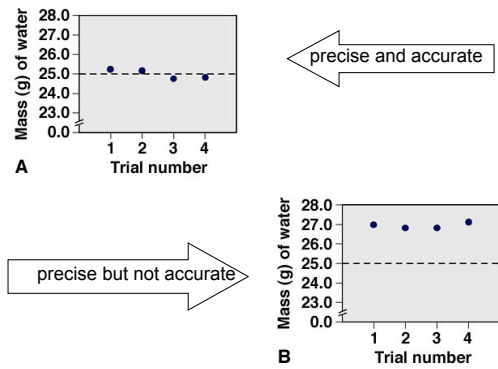 28.0
27.0
26.0
25.0
24.0
23.0
0.0
Mass (g) of water
1 2 3 4
Trial number
A
precise and accurate
precise but not accurate
28.0
27.0
26.0
25.0
24.0
23.0
0.0
Mass (g) of water
1 2 3 4
Trial number
B